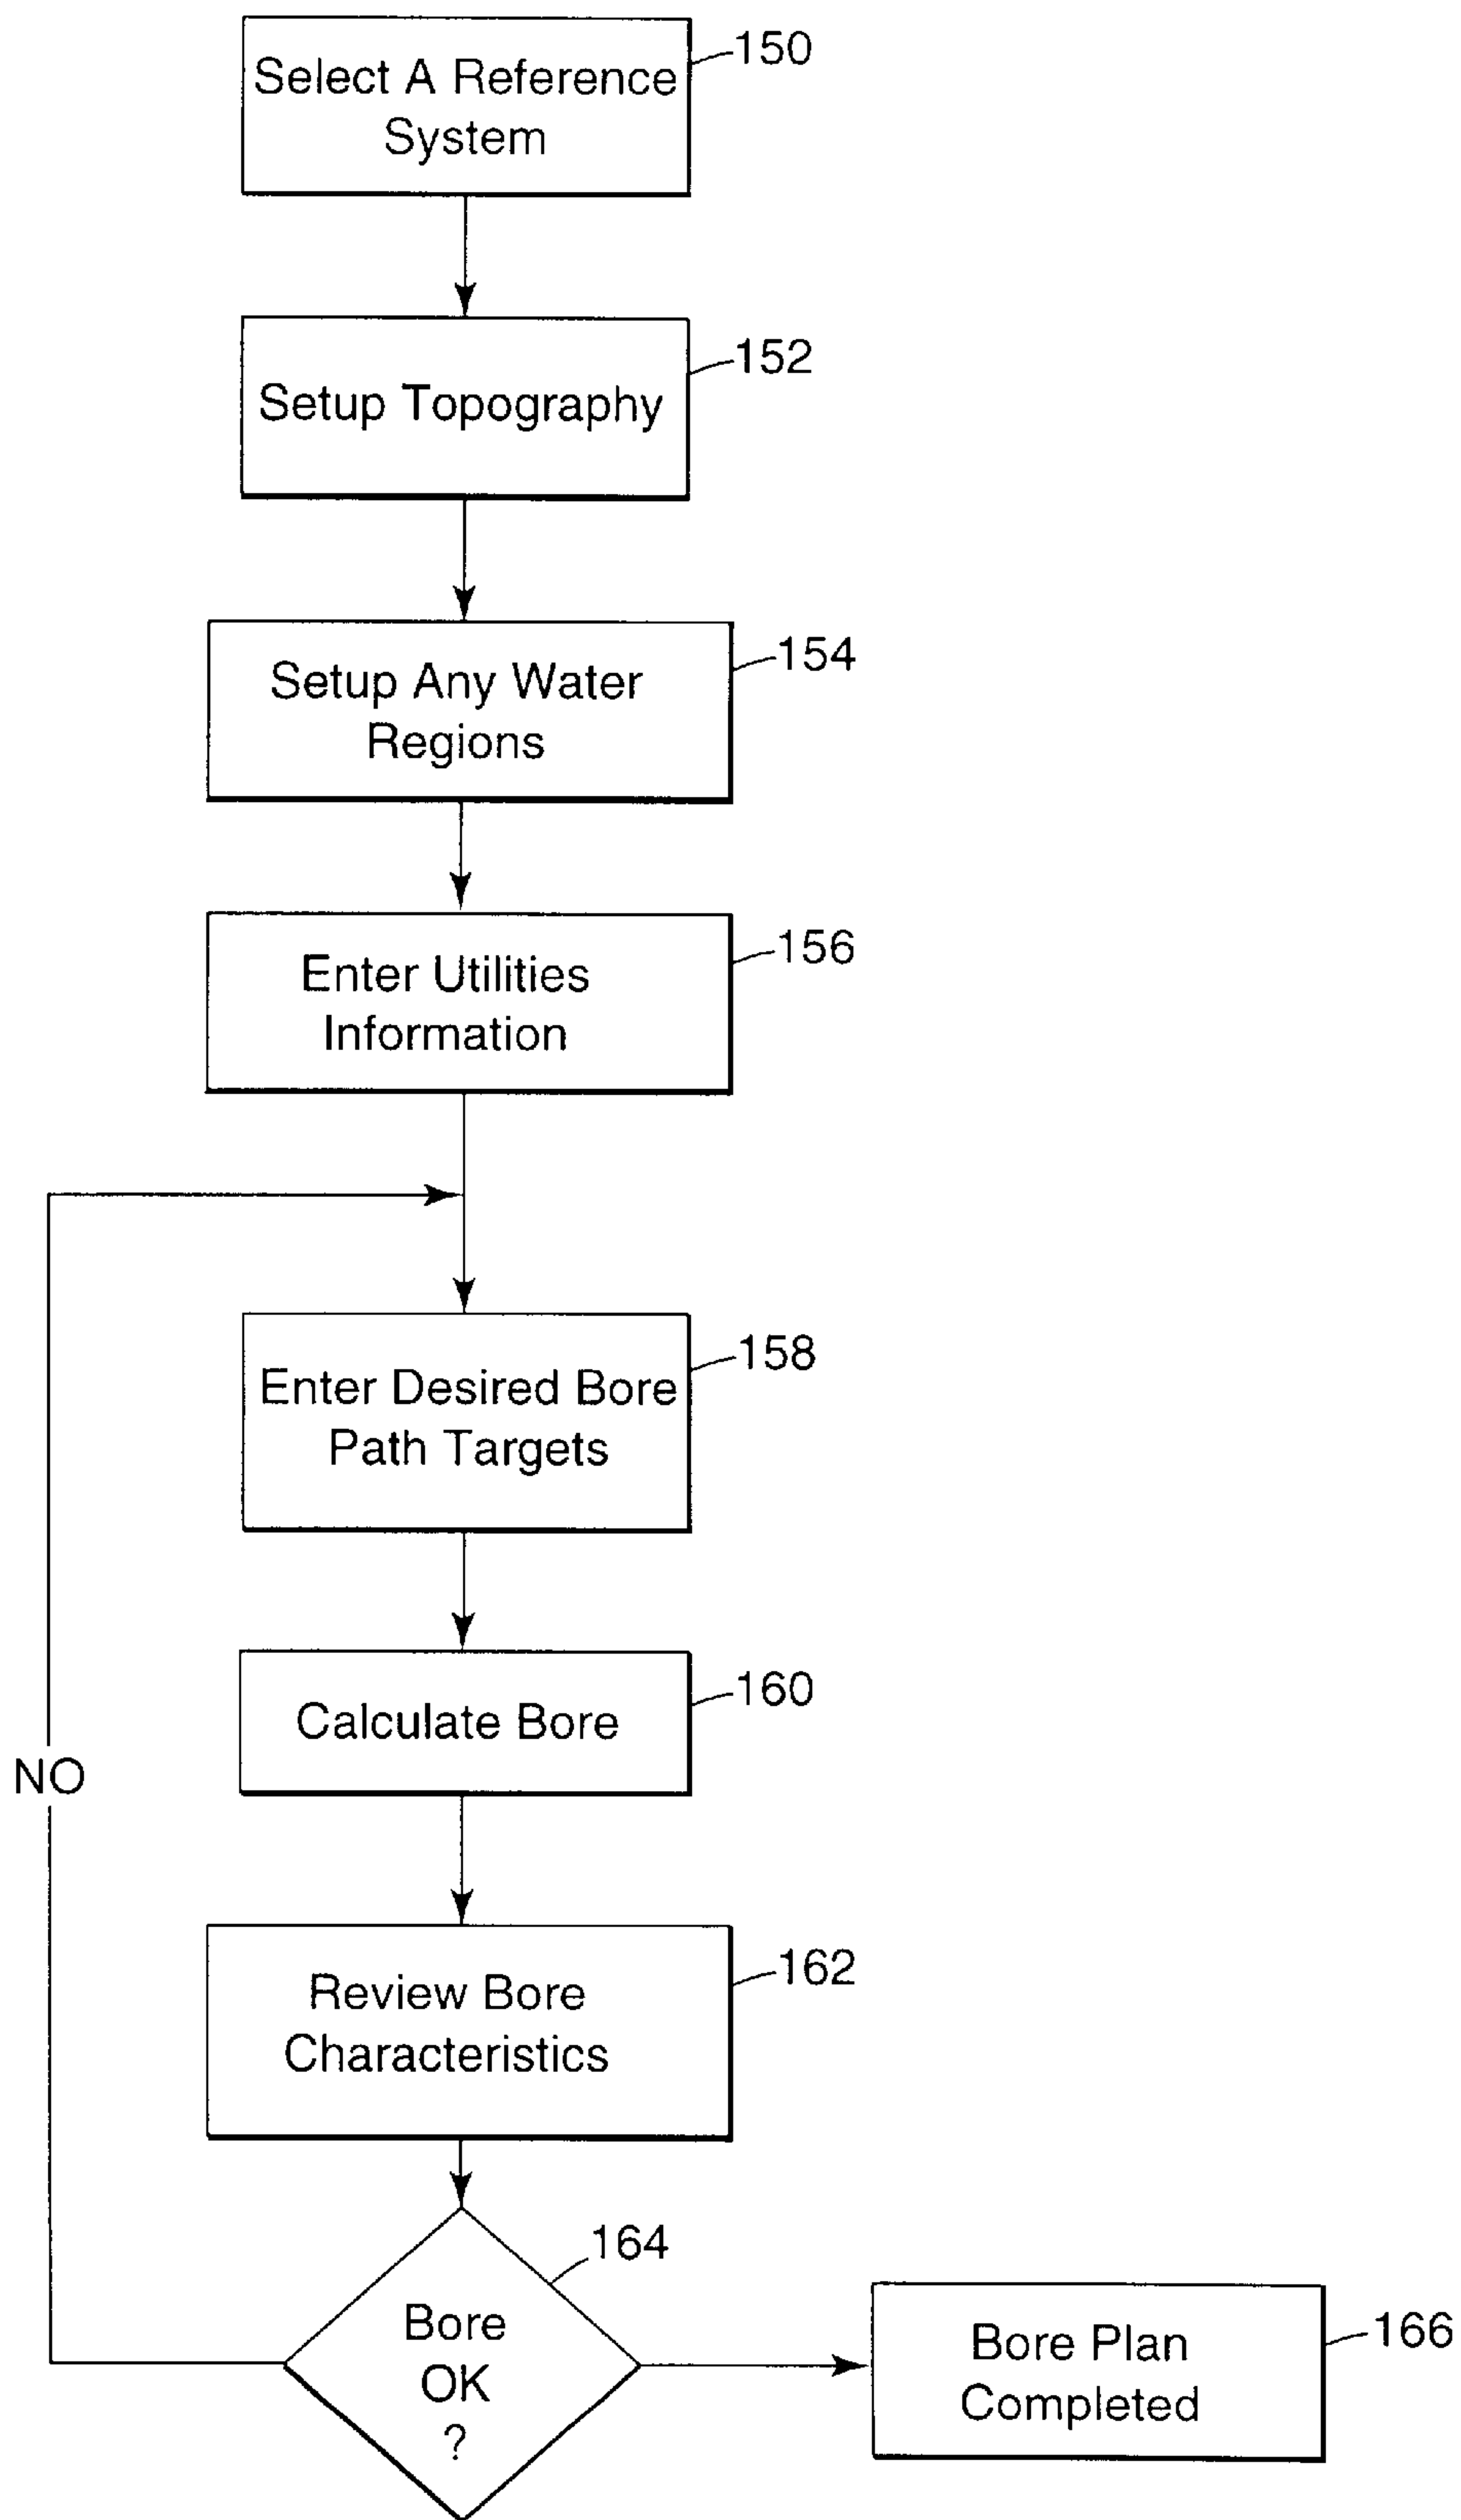 150
Select A Reference
System
152
Setup Topography
154
Setup Any Water
Regions
156
Enter Utilities
Information
158
Enter Desired Bore
Path Targets
160
Calculate Bore
NO
162
Review Bore
Characteristics
164
Bore
OK
?
166
Bore Plan
Completed